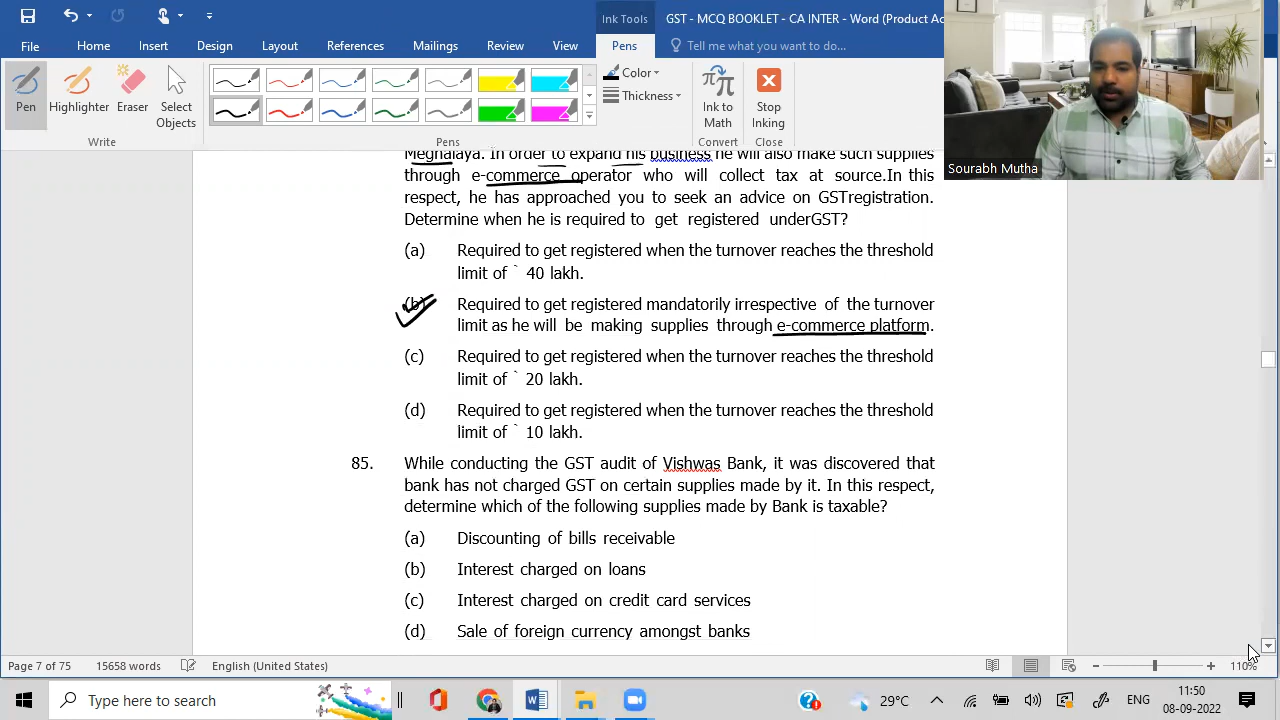 Ink Tools
GST - MCQ BOOKLET - CA INTER - Word (Product Ac
File
Home
Insert
Design
Layout
References
Mailings
Review
View
Pens
Tell me what you want to do...
Pen
Highlighter
Eraser
Select
Objects
Color
Thickness
Ink to
Math
Stop
Inking
Write
Pens
Convert
Close
Sourabh Mutha
Meghalaya. In order to expand his business he will also make such supplies
through e-commerce operator who will collect tax at source.In this
respect, he has approached you to seek an advice on GSTregistration.
Determine when he is required to get registered underGST?
(a) Required to get registered when the turnover reaches the threshold
limit of ` 40 lakh.
(b) Required to get registered mandatorily irrespective of the turnover
limit as he will be making supplies through e-commerce platform.
(c) Required to get registered when the turnover reaches the threshold
limit of ` 20 lakh.
(d) Required to get registered when the turnover reaches the threshold
limit of ` 10 lakh.
85. While conducting the GST audit of Vishwas Bank, it was discovered that
bank has not charged GST on certain supplies made by it. In this respect,
determine which of the following supplies made by Bank is taxable?
(a) Discounting of bills receivable
(b) Interest charged on loans
(c) Interest charged on credit card services
(d) Sale of foreign currency amongst banks
Page 7 of 75
15658 words
English (United States)
110%
Type here to search
29°C
ENG
11:50
08-09-2022